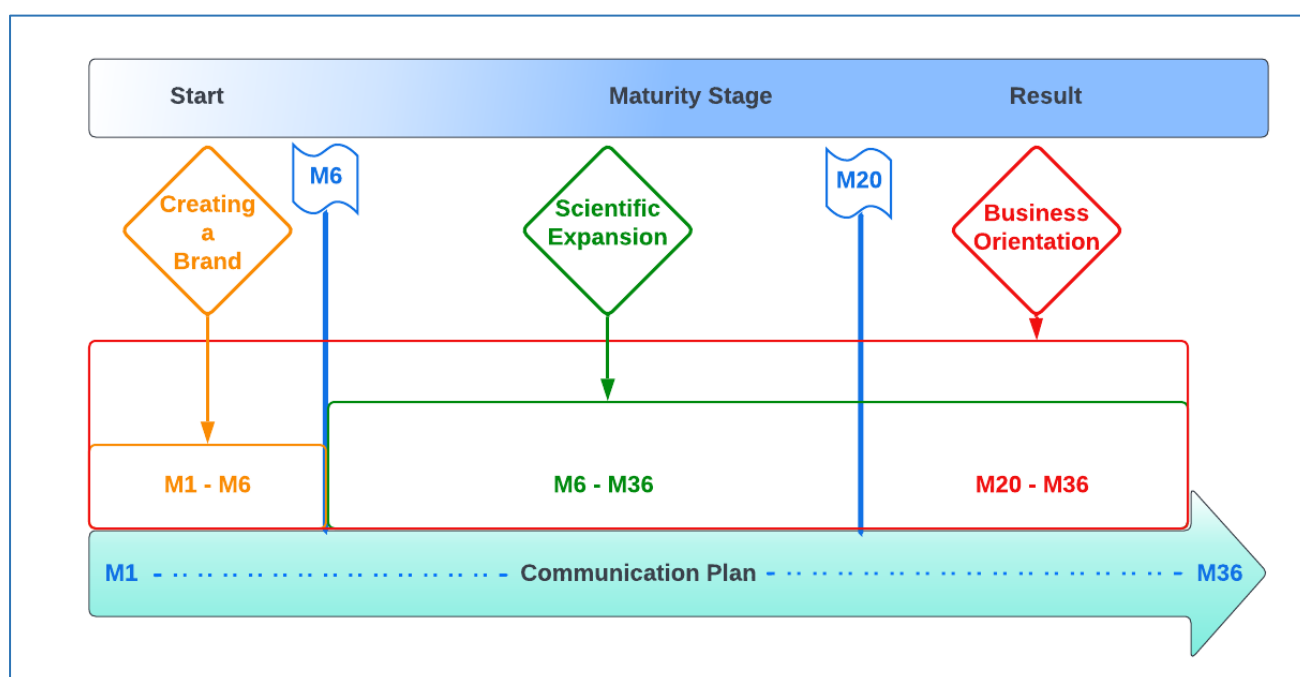 Start
Maturity Stage
Result
M6
M20
Creating
a
Brand
Scientific
Expansion
Business
Orientation
M1 - M6
M6 - M36
M20 - M36
M1
Communication Plan
M36